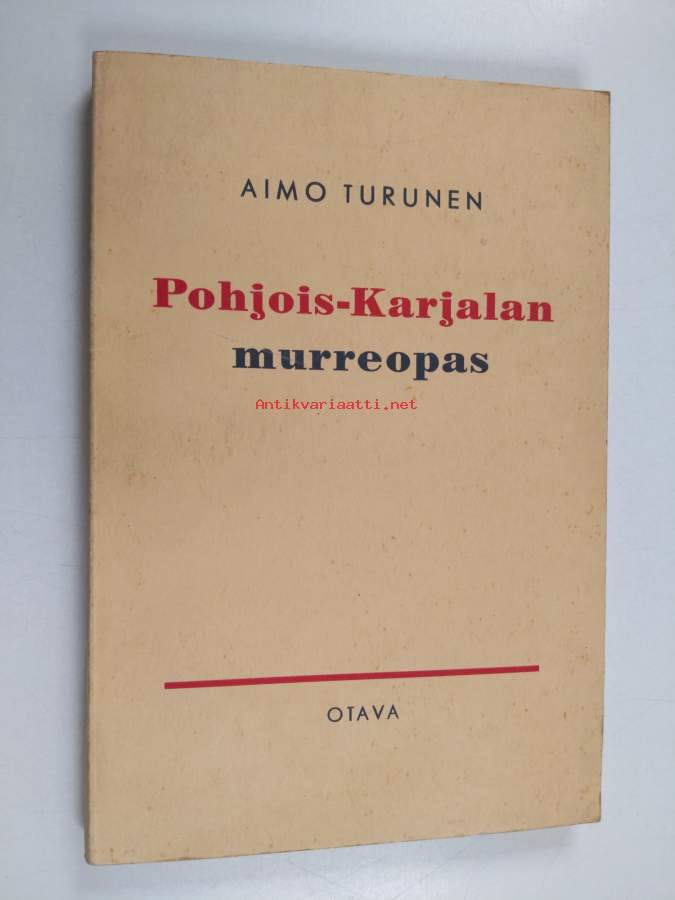 AIMO TURUNEN
Pohjois-Karjalan
murreopas
Antikvariaatti.net
OTAVA